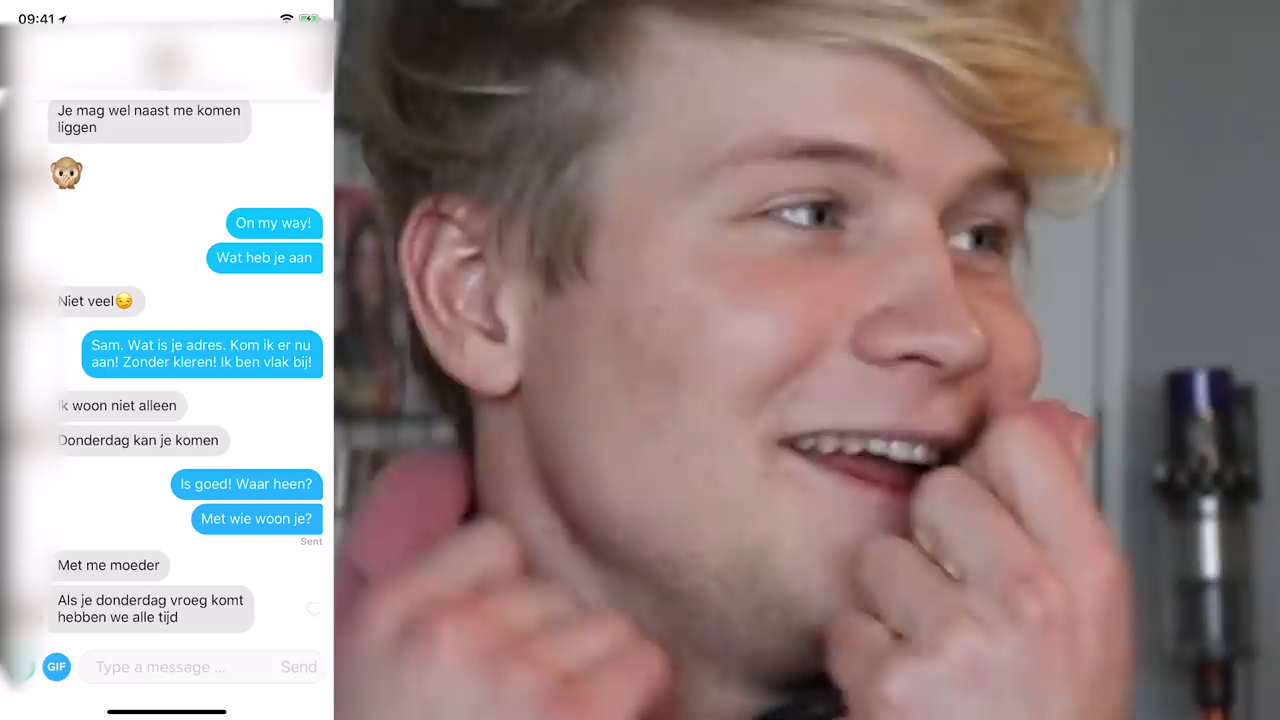 09:41
Je mag wel naast me komen
liggen
On my way!
Wat heb je aan
Niet veel
Sam. Wat is je adres. Kom ik er nu
aan! Zonder kleren! Ik ben vlak bij!
Ik woon niet alleen
Donderdag kan je komen
Is goed! Waar heen?
Met wie woon je?
Sent
Met me moeder
Als je donderdag vroeg komt
hebben we alle tijd
GIF
Type a message ...
Send